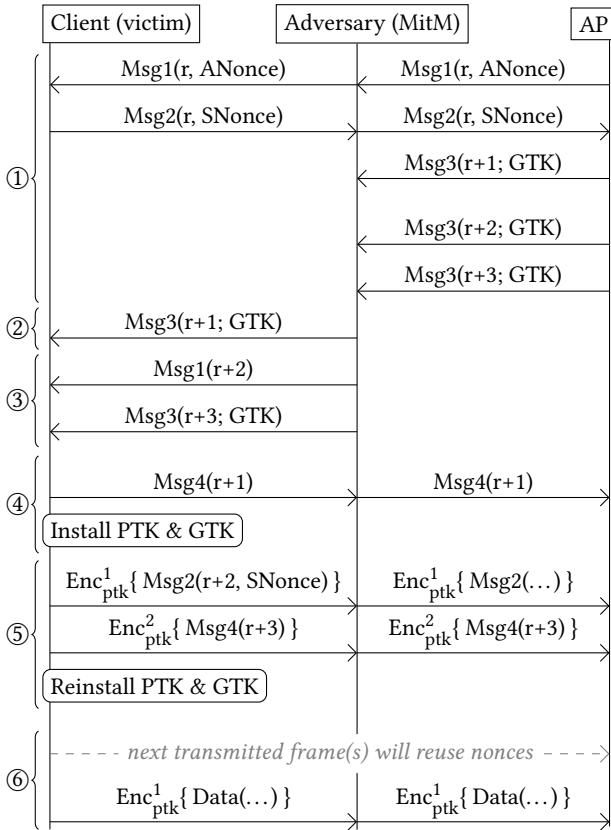 Client (victim) Adversary (MitM) AP
Msg1(r, ANonce) Msg1(r, ANonce)
Msg2(r, SNonce) Msg2(r, SNonce)
① Msg3(r+1; GTK)
Msg3(r+2; GTK)
Msg3(r+3; GTK)
② Msg3(r+1; GTK)
Msg1(r+2)
③
Msg3(r+3; GTK)
④ Msg4(r+1) Msg4(r+1)
Install PTK & GTK
Enc¹ptk{ Msg2(r+2, SNonce) } Enc¹ptk{ Msg2(…) }
⑤ Enc²ptk{ Msg4(r+3) } Enc²ptk{ Msg4(r+3) }
Reinstall PTK & GTK
next transmitted frame(s) will reuse nonces
⑥
Enc¹ptk{ Data(…) } Enc¹ptk{ Data(…) }